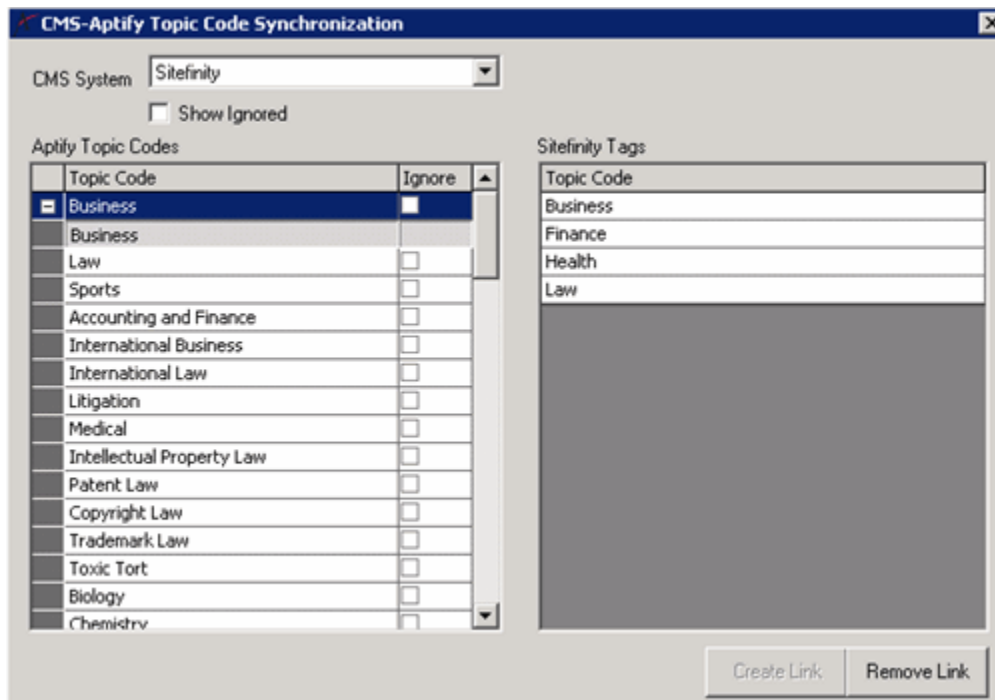 CMS-Aptify Topic Code Synchronization
CMS System Sitefinity
Show Ignored
Aptify Topic Codes
Topic Code Ignore
Business
Business
Law
Sports
Accounting and Finance
International Business
International Law
Litigation
Medical
Intellectual Property Law
Patent Law
Copyright Law
Trademark Law
Toxic Tort
Biology
Chemistry
Sitefinity Tags
Topic Code
Business
Finance
Health
Law
Create Link Remove Link